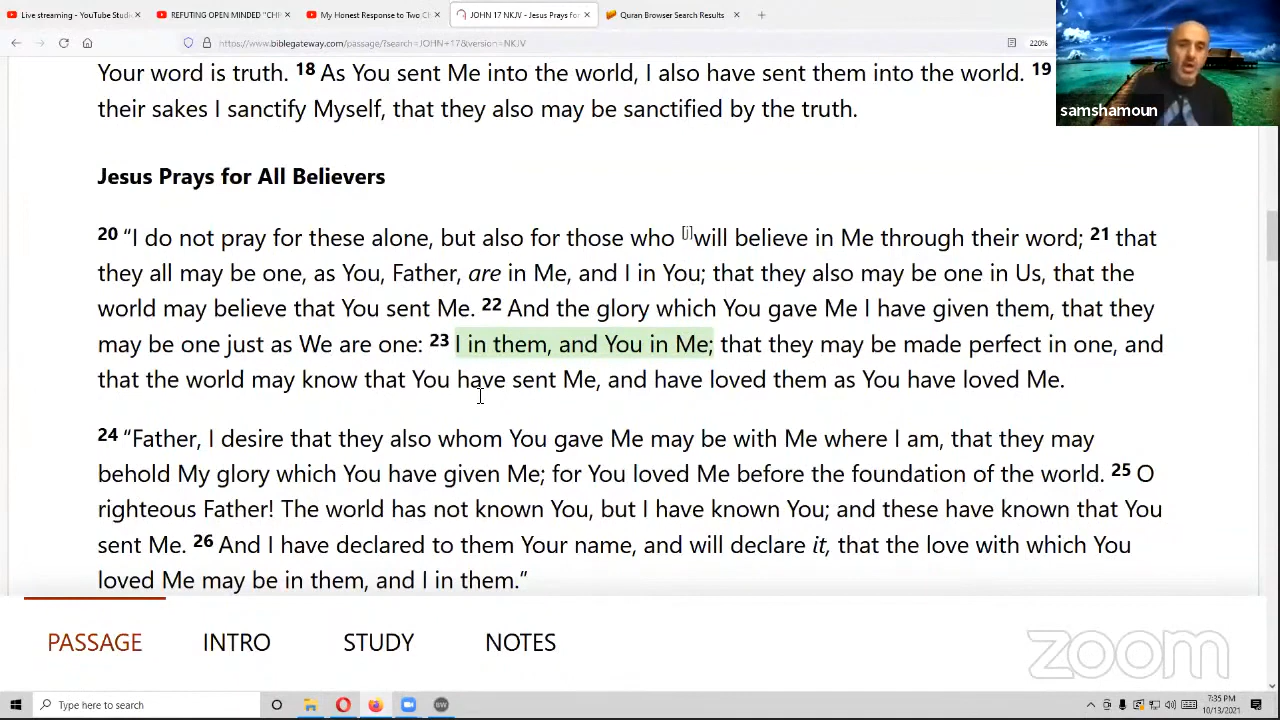 Live streaming - YouTube Studi
REFUTING OPEN MINDED "CHR
My Honest Response to Two Ch
JOHN 17 NKJV - Jesus Prays for
Quran Browser Search Results
220%
samshamoun
Your word is truth. 18 As You sent Me into the world, I also have sent them into the world. 19
their sakes I sanctify Myself, that they also may be sanctified by the truth.
Jesus Prays for All Believers
20 “I do not pray for these alone, but also for those who [j]will believe in Me through their word; 21 that
they all may be one, as You, Father, are in Me, and I in You; that they also may be one in Us, that the
world may believe that You sent Me. 22 And the glory which You gave Me I have given them, that they
may be one just as We are one: 23 I in them, and You in Me; that they may be made perfect in one, and
that the world may know that You have sent Me, and have loved them as You have loved Me.
24 “Father, I desire that they also whom You gave Me may be with Me where I am, that they may
behold My glory which You have given Me; for You loved Me before the foundation of the world. 25 O
righteous Father! The world has not known You, but I have known You; and these have known that You
sent Me. 26 And I have declared to them Your name, and will declare it, that the love with which You
loved Me may be in them, and I in them.”
PASSAGE INTRO STUDY NOTES
zoom
Type here to search
BW
7:35 PM
10/13/2021